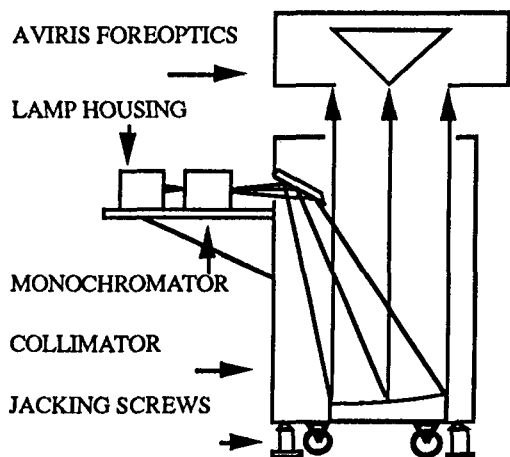 AVIRIS FOREOPTICS
LAMP HOUSING
MONOCHROMATOR
COLLIMATOR
JACKING SCREWS